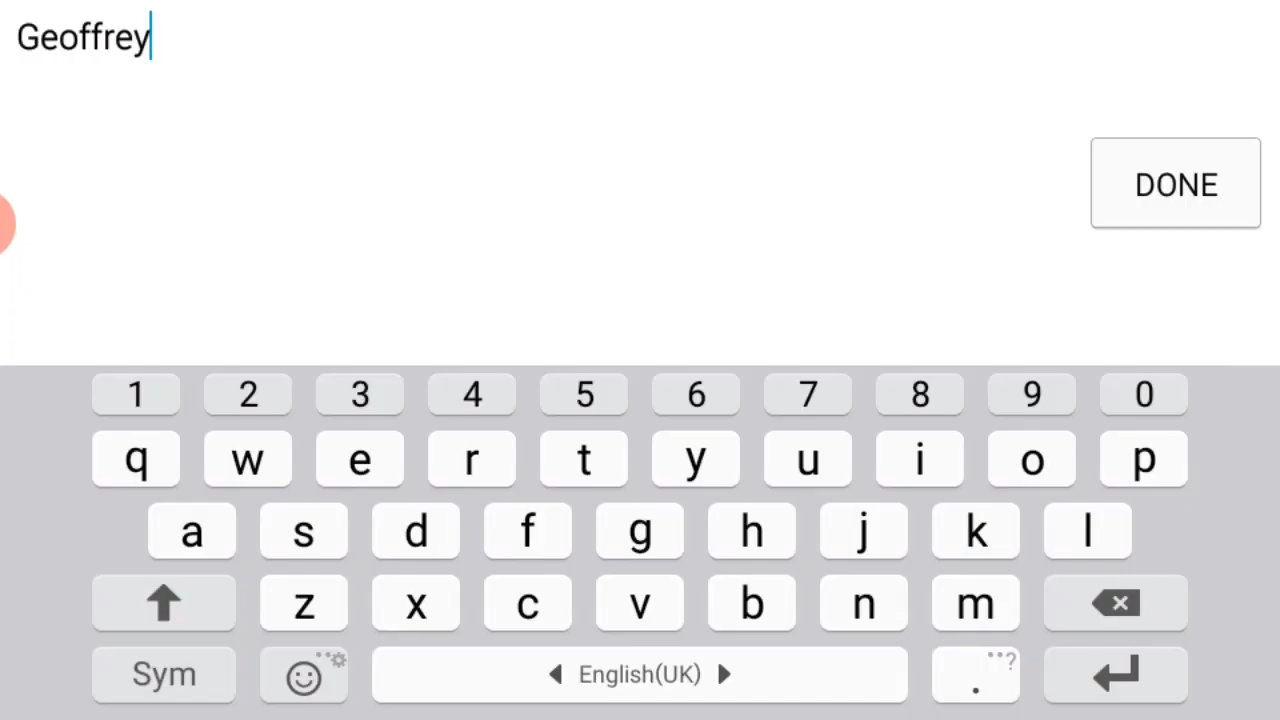 Geoffrey
DONE
1 2 3 4 5 6 7 8 9 0
q w e r t y u i o p
a s d f g h j k l
z x c v b n m
Sym English(UK) . ?